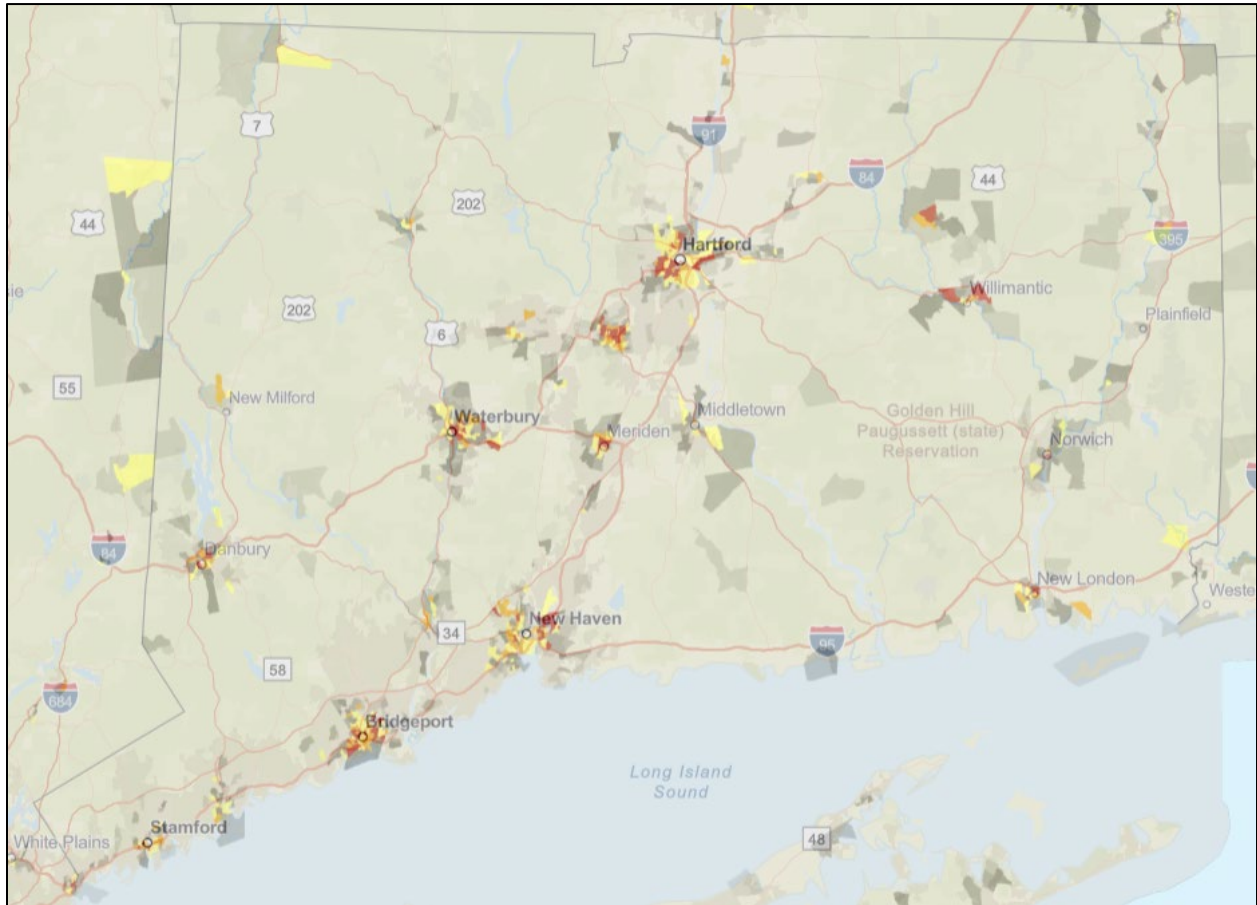 7
91
202
44
84
44
Hartford
395
sie
202
Willimantic
Plainfield
6
55
New Milford
Waterbury
Meriden
Middletown
Golden Hill
Paugussett (state)
Reservation
Norwich
84
Danbury
New London
Weste
New Haven
34
95
58
684
Bridgeport
Long Island
Sound
Stamford
White Plains
48